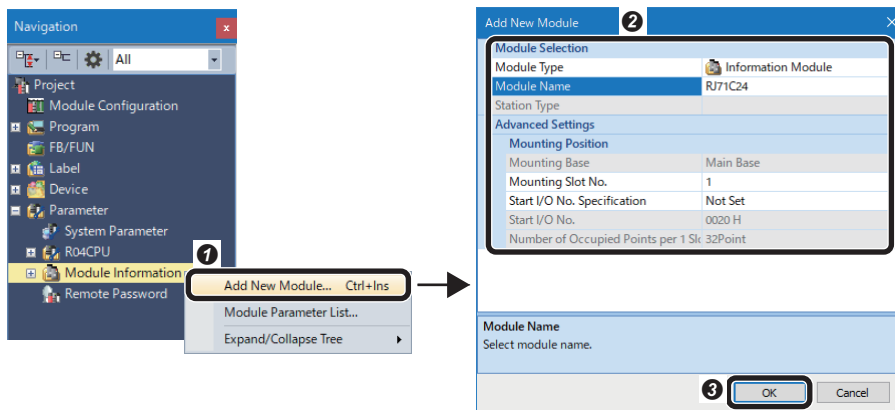 Navigation
All
Project
Module Configuration
Program
FB/FUN
Label
Device
Parameter
System Parameter
R04CPU
Module Information
Remote Password
1
Add New Module... Ctrl+Ins
Module Parameter List...
Expand/Collapse Tree
Add New Module
2
Module Selection
Module Type Information Module
Module Name RJ71C24
Station Type
Advanced Settings
Mounting Position
Mounting Base Main Base
Mounting Slot No. 1
Start I/O No. Specification Not Set
Start I/O No. 0020 H
Number of Occupied Points per 1 Slc 32Point
Module Name
Select module name.
3
OK Cancel